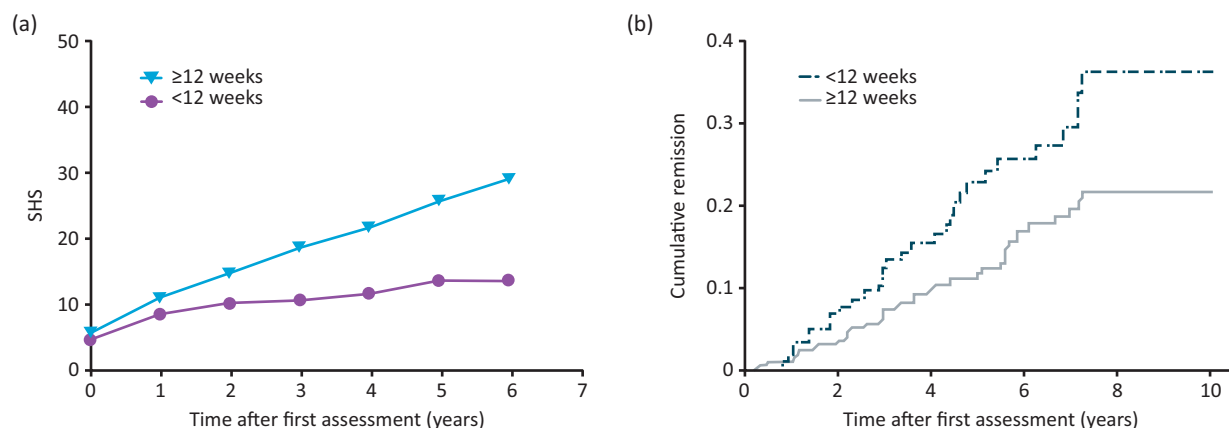 (a)
50
40
30
20
10
0
SHS
≥12 weeks
<12 weeks
0 1 2 3 4 5 6 7
Time after first assessment (years)
(b)
0.4
0.3
0.2
0.1
0
Cumulative remission
<12 weeks
≥12 weeks
0 2 4 6 8 10
Time after first assessment (years)